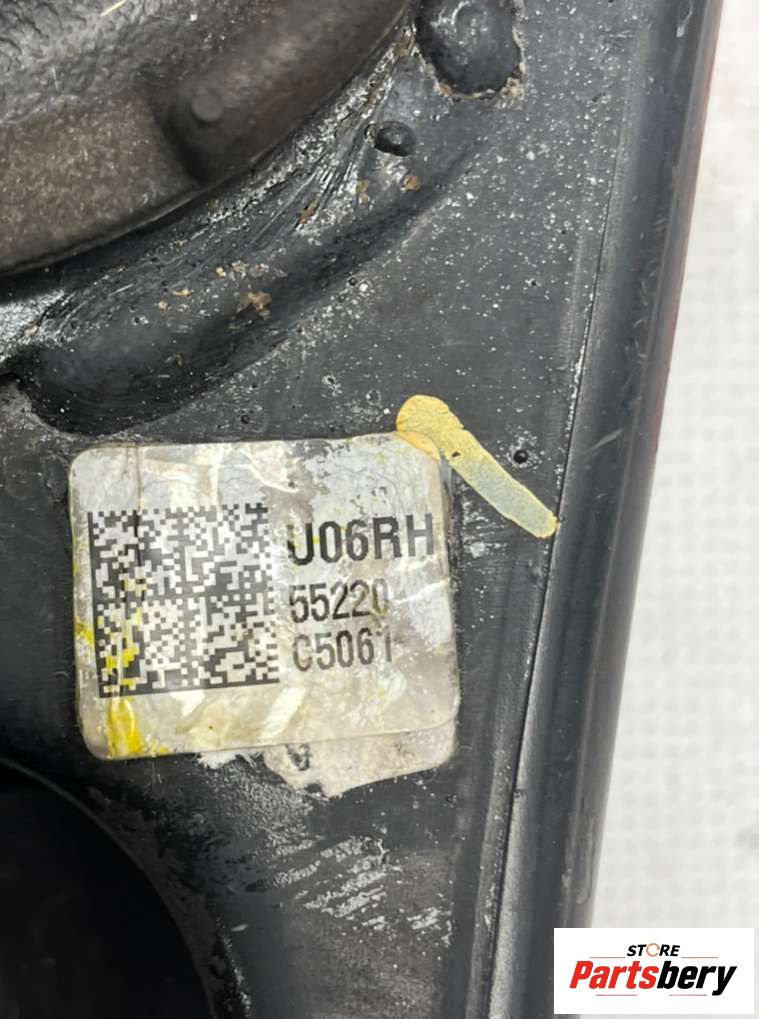 U06RH
55220
C5061
A
STORE
Partsbery